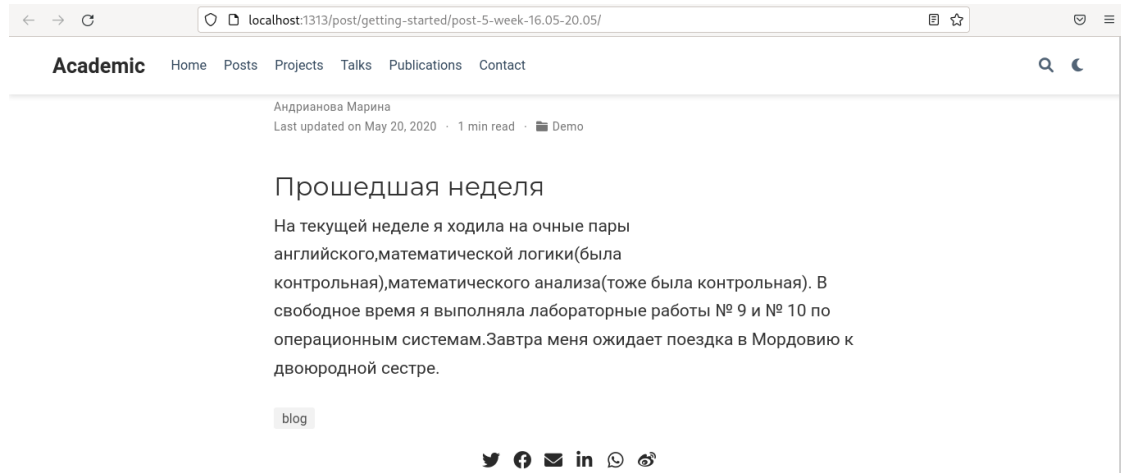 localhost:1313/post/getting-started/post-5-week-16.05-20.05/
Academic Home Posts Projects Talks Publications Contact
Андрианова Марина
Last updated on May 20, 2020 · 1 min read · Demo
Прошедшая неделя
На текущей неделе я ходила на очные пары
английского,математической логики(была
контрольная),математического анализа(тоже была контрольная). В
свободное время я выполняла лабораторные работы № 9 и № 10 по
операционным системам.Завтра меня ожидает поездка в Мордовию к
двоюродной сестре.
blog